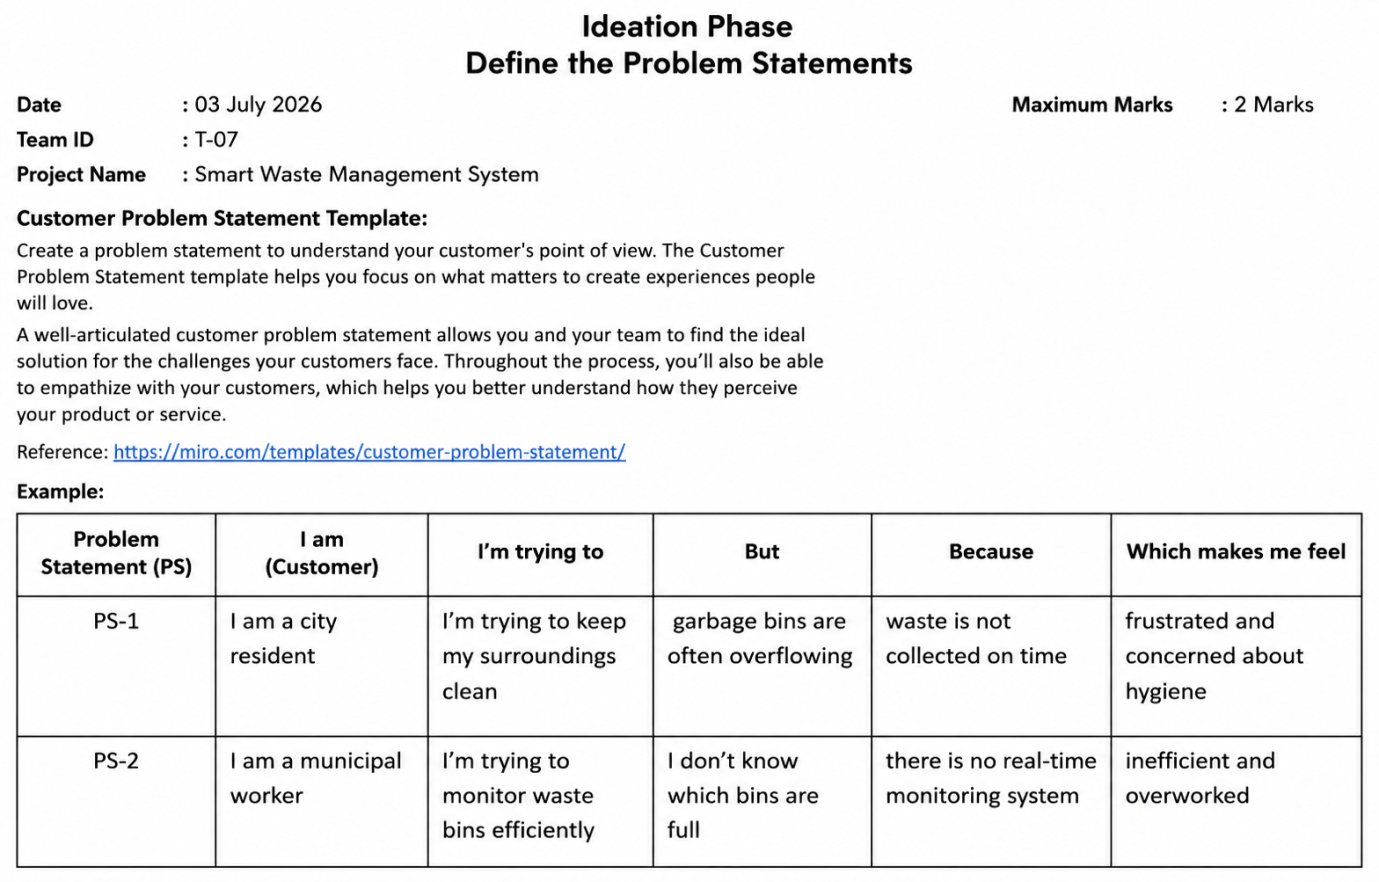 Ideation Phase
Define the Problem Statements
Date : 03 July 2026 Maximum Marks : 2 Marks
Team ID : T-07
Project Name : Smart Waste Management System
Customer Problem Statement Template:
Create a problem statement to understand your customer's point of view. The Customer
Problem Statement template helps you focus on what matters to create experiences people
will love.
A well-articulated customer problem statement allows you and your team to find the ideal
solution for the challenges your customers face. Throughout the process, you’ll also be able
to empathize with your customers, which helps you better understand how they perceive
your product or service.
Reference: https://miro.com/templates/customer-problem-statement/
Example:
Problem
Statement (PS)
I am
(Customer)
I’m trying to
But
Because
Which makes me feel
PS-1
I am a city
resident
I’m trying to keep
my surroundings
clean
garbage bins are
often overflowing
waste is not
collected on time
frustrated and
concerned about
hygiene
PS-2
I am a municipal
worker
I’m trying to
monitor waste
bins efficiently
I don’t know
which bins are
full
there is no real-time
monitoring system
inefficient and
overworked